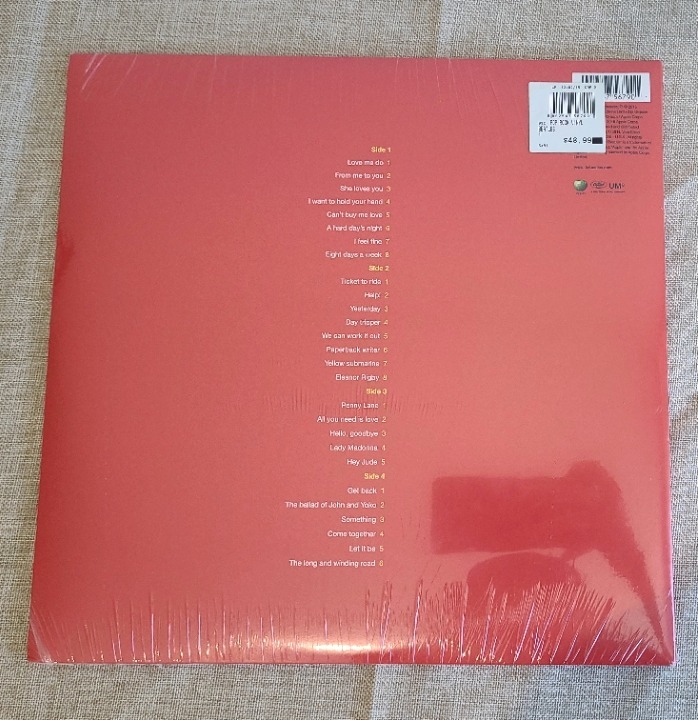 Side 1
Love me do 1
From me to you 2
She loves you 3
I want to hold your hand 4
Can't buy me love 5
A hard day's night 6
I feel fine 7
Eight days a week 8
Side 2
Ticket to ride 1
Help! 2
Yesterday 3
Day tripper 4
We can work it out 5
Paperback writer 6
Yellow submarine 7
Eleanor Rigby 8
Side 3
Penny Lane 1
All you need is love 2
Hello, goodbye 3
Lady Madonna 4
Hey Jude 5
Side 4
Get back 1
The ballad of John and Yoko 2
Something 3
Come together 4
Let it be 5
The long and winding road 6
$48.99